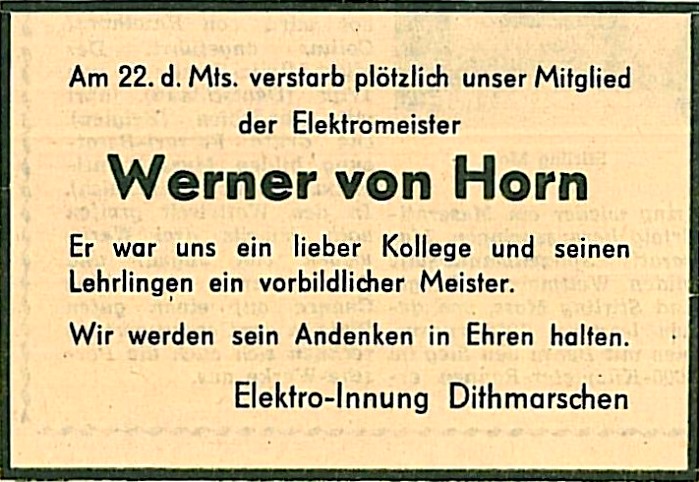 Am 22. d. Mts. verstarb plötzlich unser Mitglied
der Elektromeister
Werner von Horn
Er war uns ein lieber Kollege und seinen
Lehrlingen ein vorbildlicher Meister.
Wir werden sein Andenken in Ehren halten.
Elektro-Innung Dithmarschen